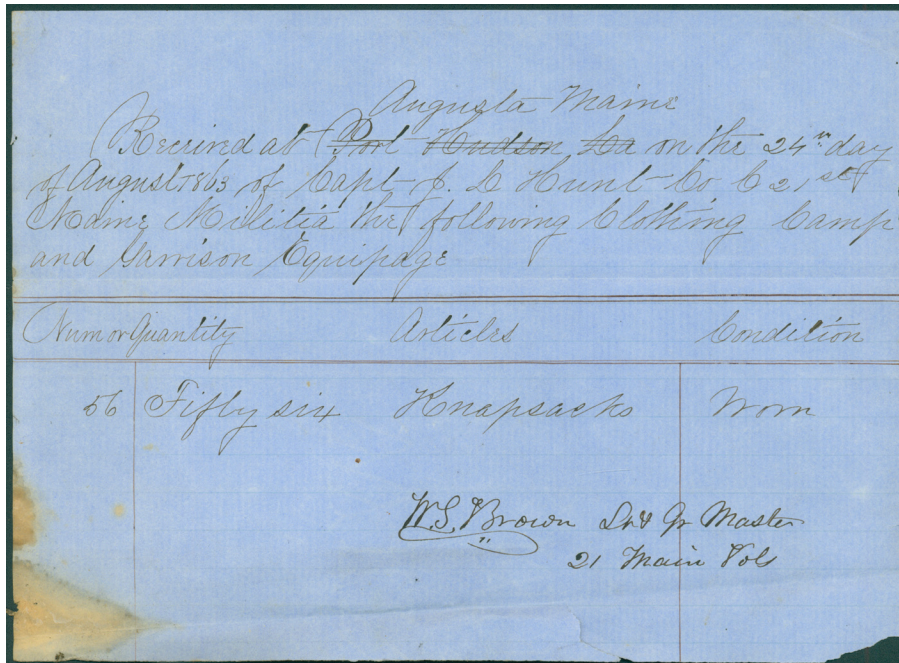 Augusta Maine
Received at Port Hudson La on the 24th day
of August 1863 of Capt J. L Hunt Co C 21st
Maine Militia the following Clothing Camp
and Garrison Equipage
Num or Quantity Articles Condition
56 Fifty six Knapsacks Worn
W.S. Brown Qr Master
21 Main Vols